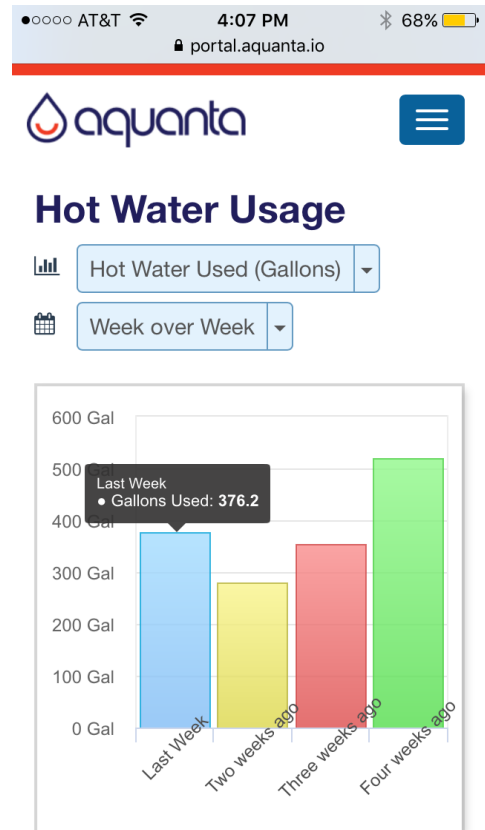 AT&T 4:07 PM 68%
portal.aquanta.io
aquanta
Hot Water Usage
Hot Water Used (Gallons)
Week over Week
600 Gal
500
Last Week
Gallons Used: 376.2
400 Gal
300 Gal
200 Gal
100 Gal
0 Gal
Last Week
Two weeks ago
Three weeks ago
Four weeks ago